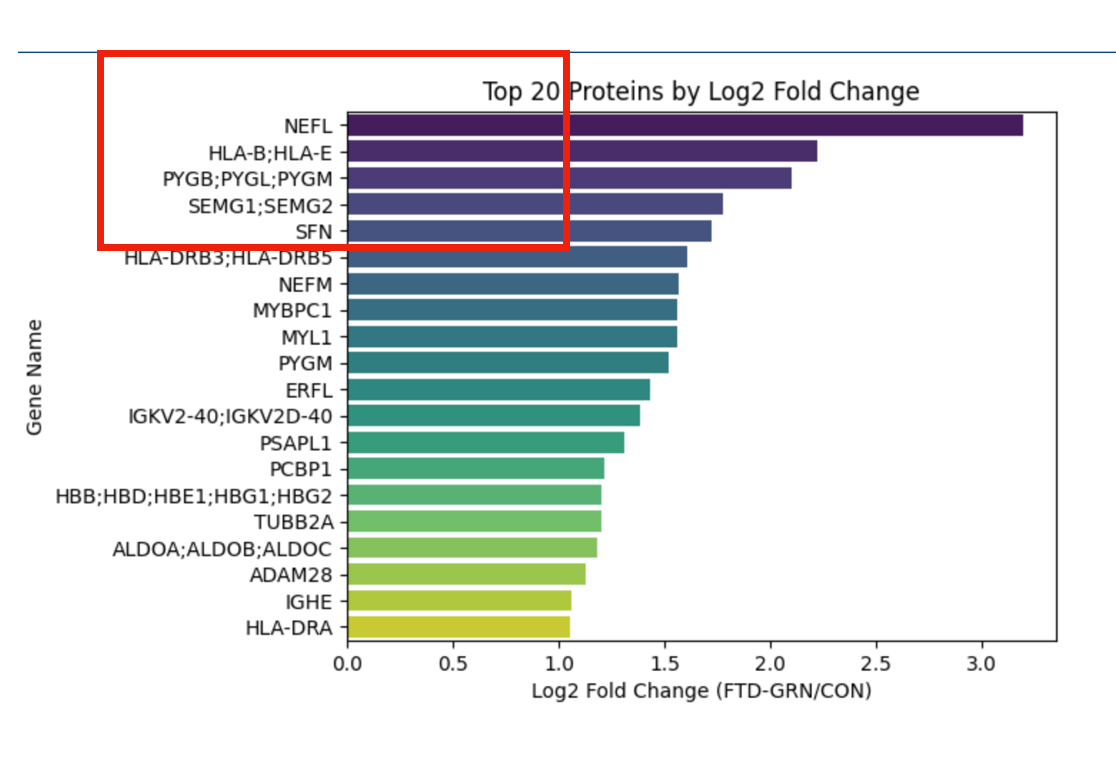 Top 20 Proteins by Log2 Fold Change
NEFL
HLA-B;HLA-E
PYGB;PYGL;PYGM
SEMG1;SEMG2
SFN
HLA-DRB3;HLA-DRB5
NEFM
MYBPC1
MYL1
PYGM
ERFL
IGKV2-40;IGKV2D-40
PSAPL1
PCBP1
HBB;HBD;HBE1;HBG1;HBG2
TUBB2A
ALDOA;ALDOB;ALDOC
ADAM28
IGHE
HLA-DRA
Gene Name
0.0 0.5 1.0 1.5 2.0 2.5 3.0
Log2 Fold Change (FTD-GRN/CON)